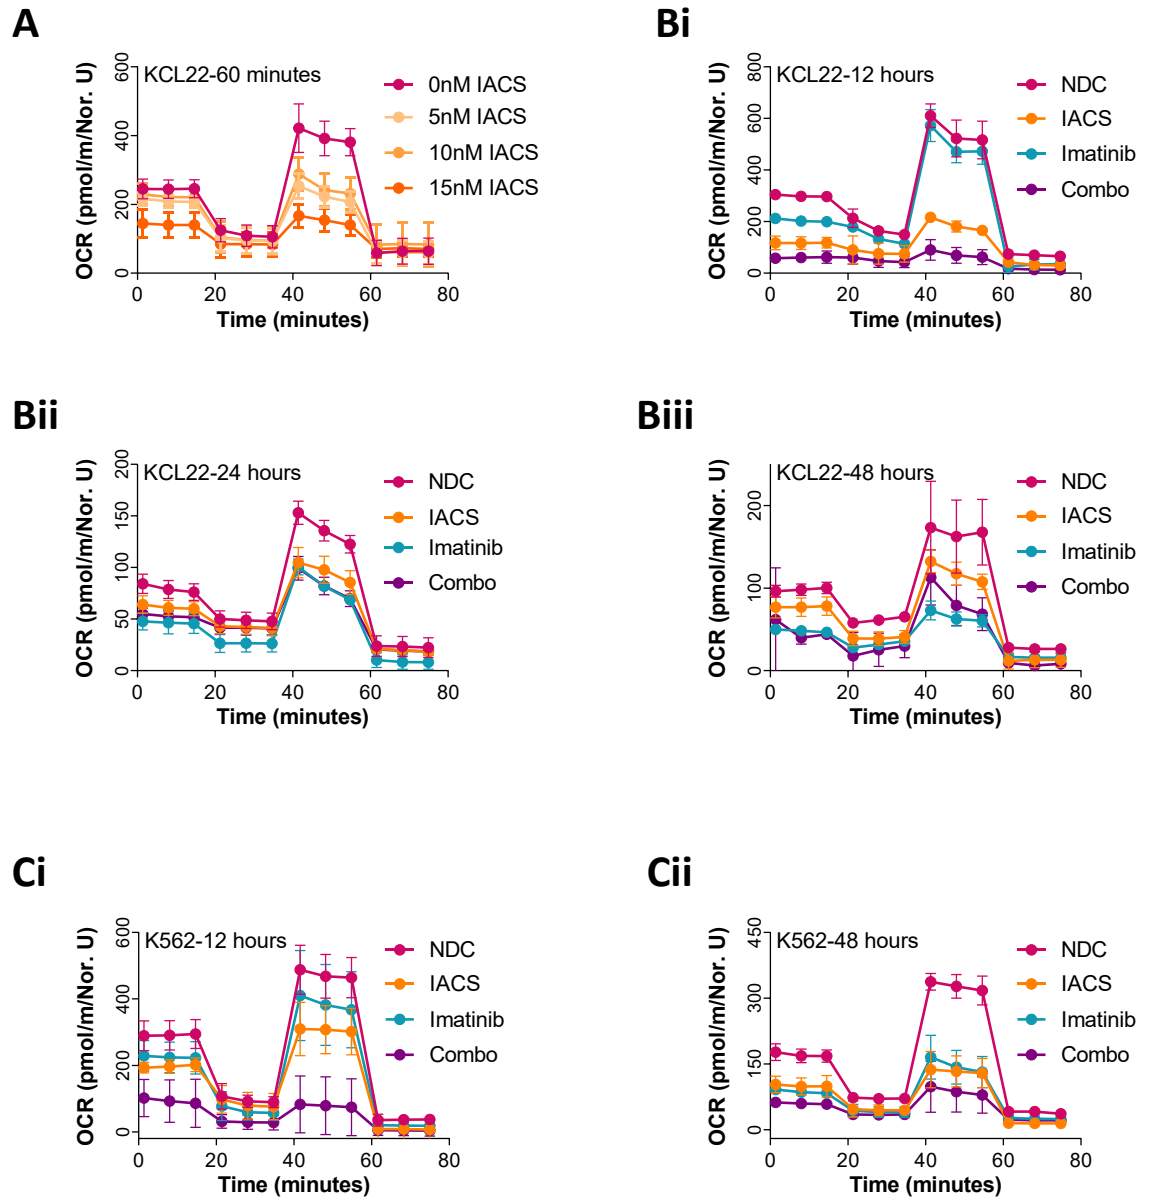 A
OCR (pmol/m/Nor. U)
600
400
200
0
KCL22-60 minutes
0nM IACS
5nM IACS
10nM IACS
15nM IACS
0 20 40 60 80
Time (minutes)
Bi
OCR (pmol/m/Nor. U)
800
600
400
200
0
KCL22-12 hours
NDC
IACS
Imatinib
Combo
0 20 40 60 80
Time (minutes)
Bii
OCR (pmol/m/Nor. U)
200
150
100
50
0
KCL22-24 hours
NDC
IACS
Imatinib
Combo
0 20 40 60 80
Time (minutes)
Biii
OCR (pmol/m/Nor. U)
200
100
0
KCL22-48 hours
NDC
IACS
Imatinib
Combo
0 20 40 60 80
Time (minutes)
Ci
OCR (pmol/m/Nor. U)
600
400
200
0
K562-12 hours
NDC
IACS
Imatinib
Combo
0 20 40 60 80
Time (minutes)
Cii
OCR (pmol/m/Nor. U)
450
300
150
0
K562-48 hours
NDC
IACS
Imatinib
Combo
0 20 40 60 80
Time (minutes)